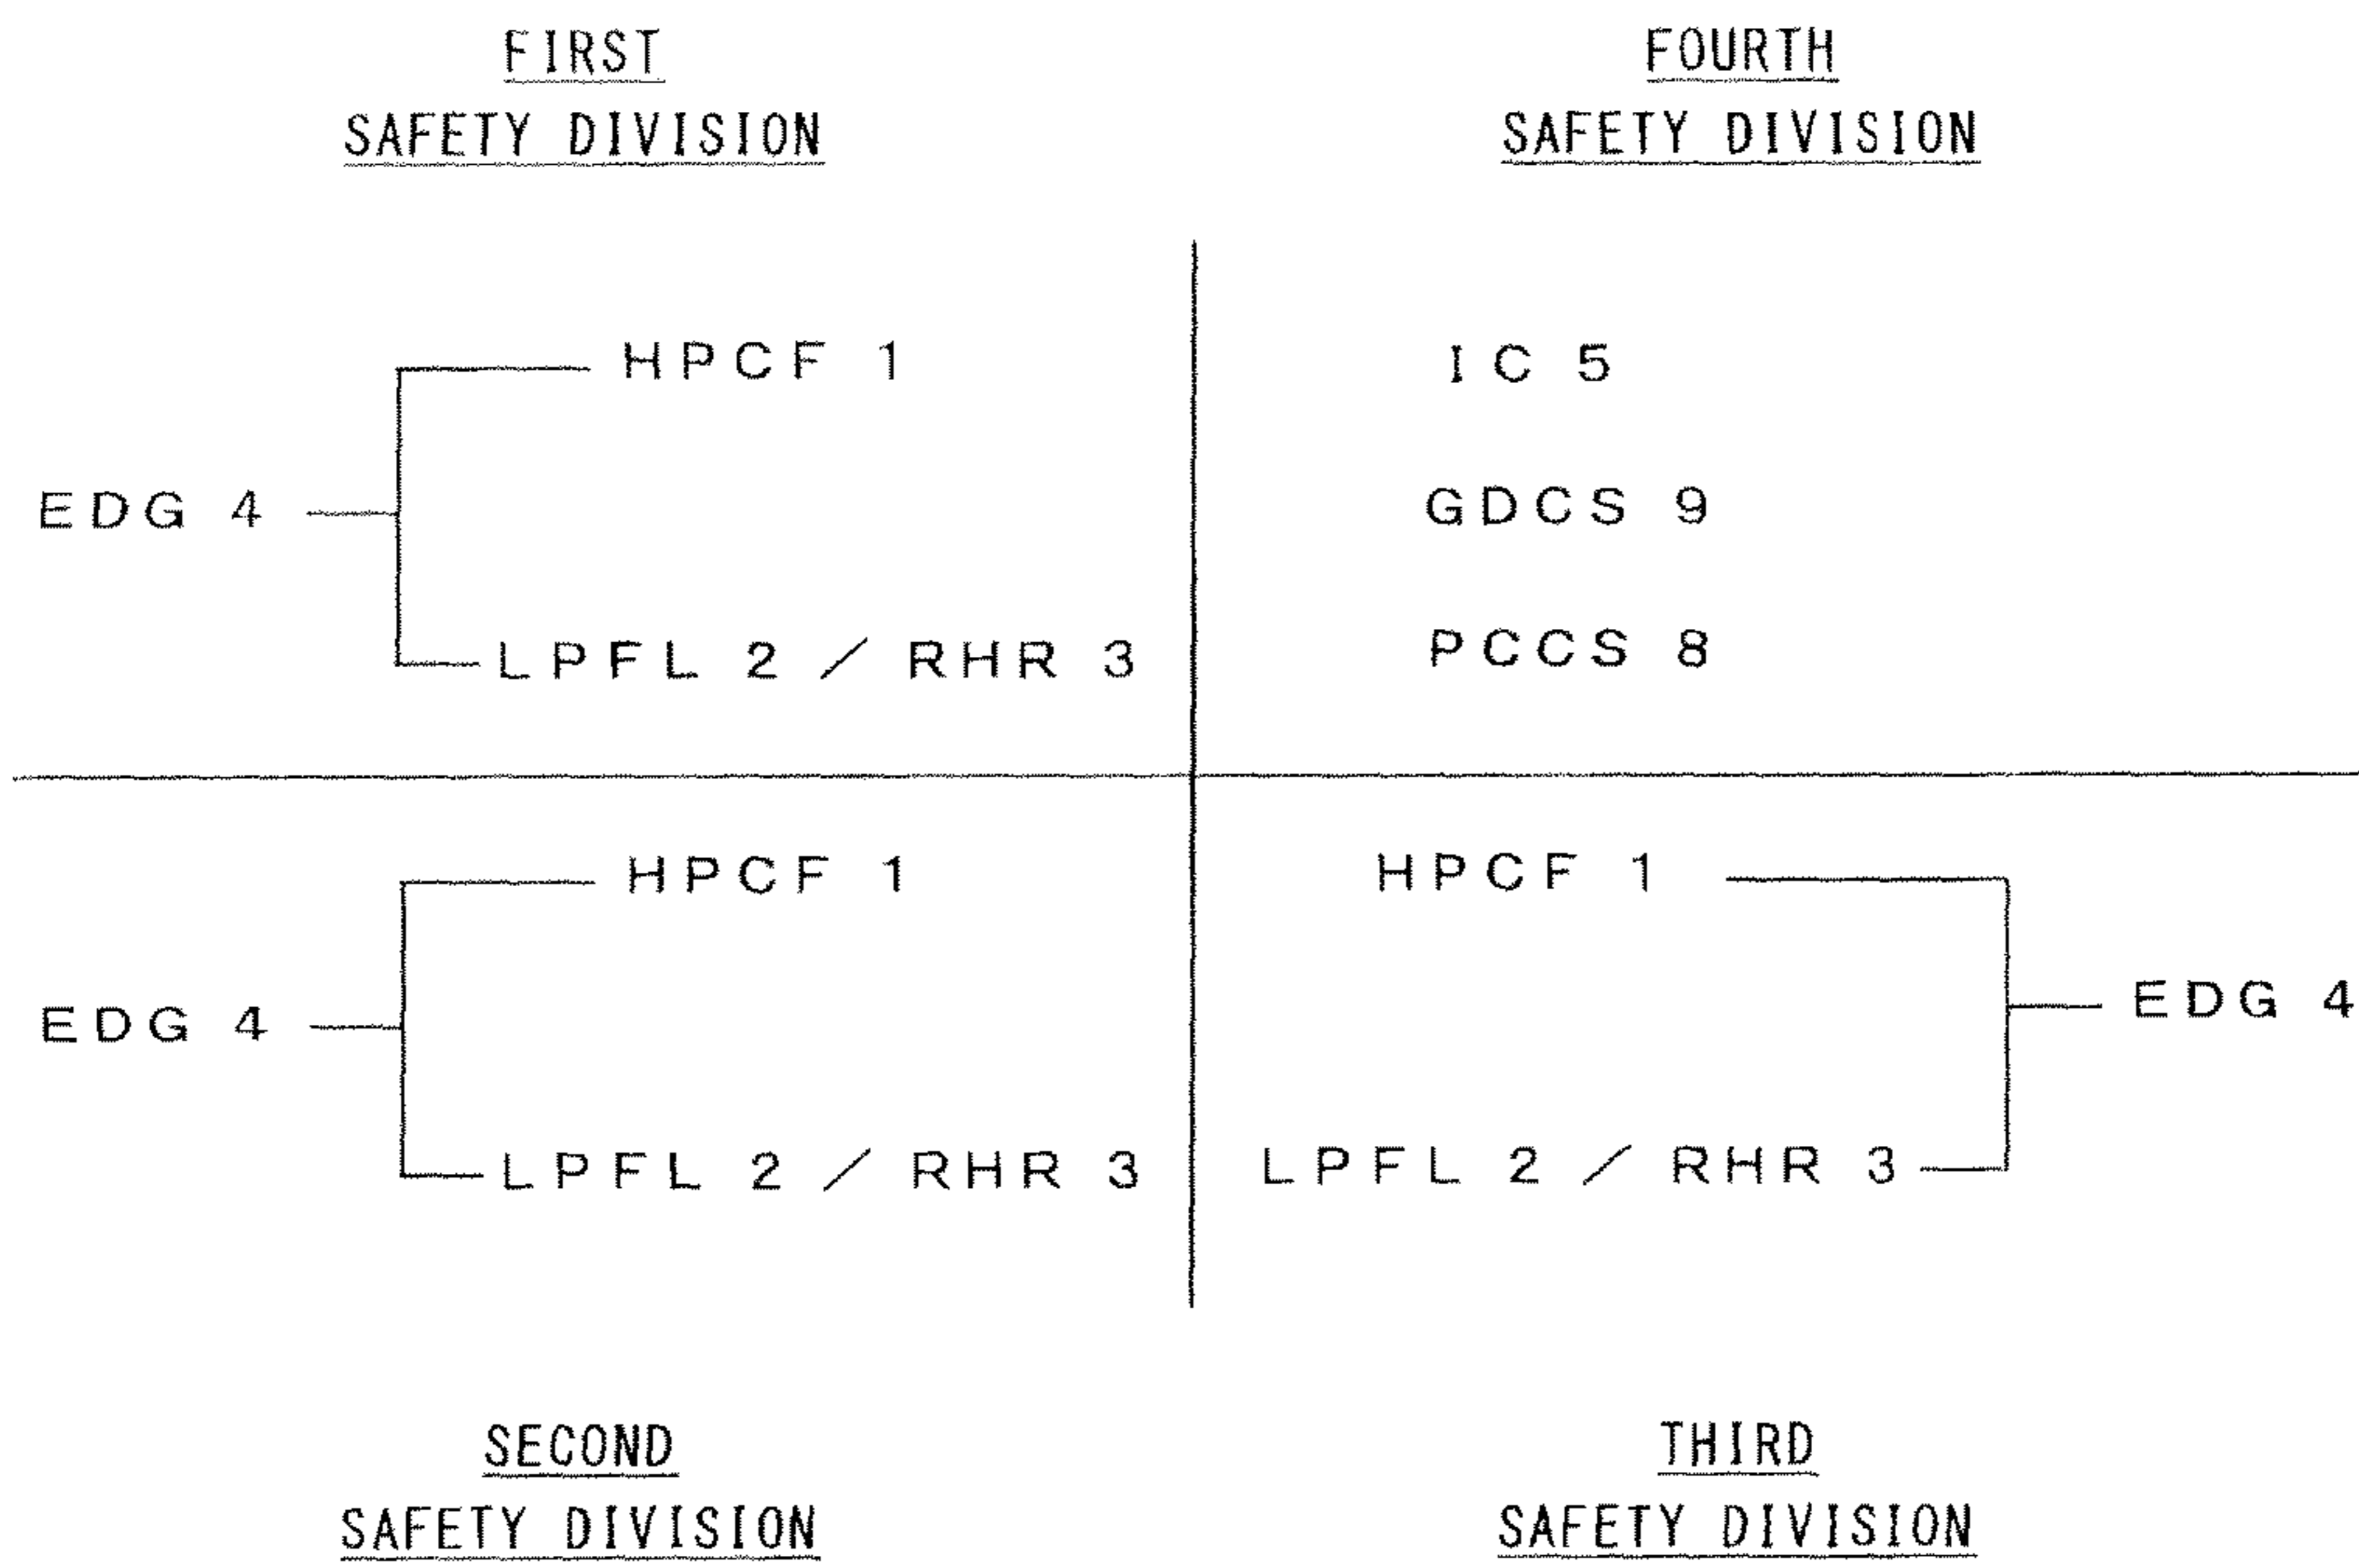 FIRST
SAFETY DIVISION
HPCF 1
EDG 4
LPFL 2 / RHR 3
FOURTH
SAFETY DIVISION
IC 5
GDCS 9
PCCS 8
HPCF 1
EDG 4
LPFL 2 / RHR 3
SECOND
SAFETY DIVISION
HPCF 1
EDG 4
LPFL 2 / RHR 3
THIRD
SAFETY DIVISION